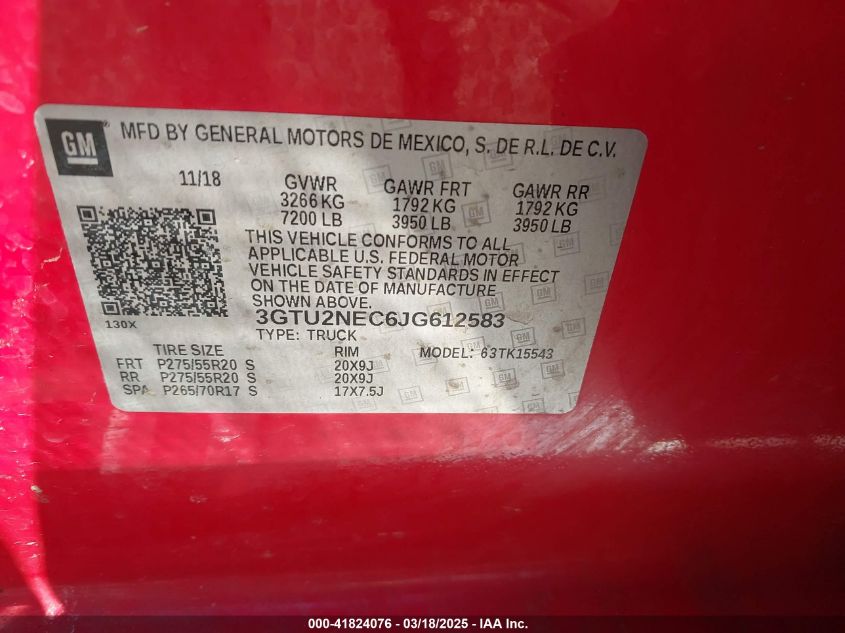 GM
MFD BY GENERAL MOTORS DE MEXICO, S. DE R.L. DE C.V.
11/18 GVWR GAWR FRT GAWR RR
3266 KG 1792 KG 1792 KG
7200 LB 3950 LB 3950 LB
THIS VEHICLE CONFORMS TO ALL
APPLICABLE U.S. FEDERAL MOTOR
VEHICLE SAFETY STANDARDS IN EFFECT
ON THE DATE OF MANUFACTURE
SHOWN ABOVE.
130X
3GTU2NEC6JG612583
TYPE: TRUCK
TIRE SIZE RIM MODEL: 63TK15543
FRT P275/55R20 S 20X9J
RR P275/55R20 S 20X9J
SPA P265/70R17 S 17X7.5J
000-41824076 - 03/18/2025 - IAA Inc.